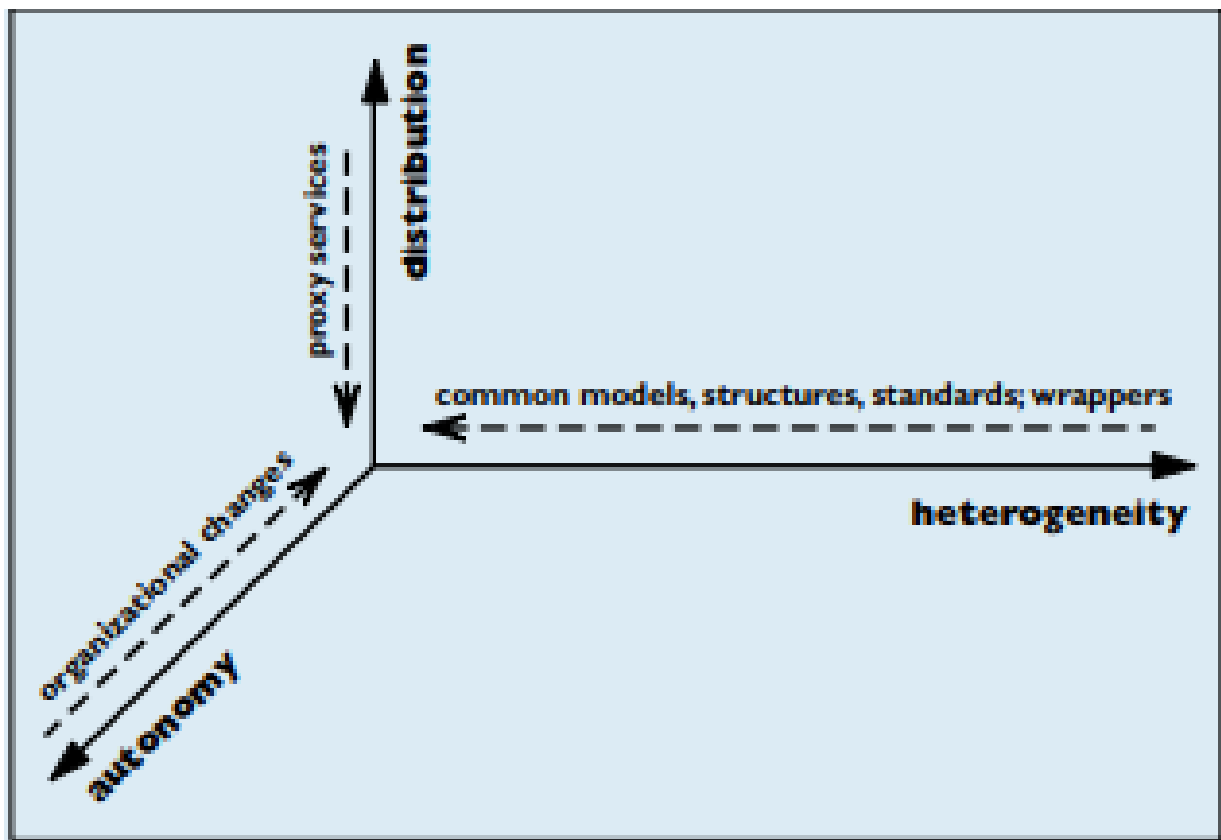 distribution
proxy services
common models, structures, standards; wrappers
heterogeneity
organizational changes
autonomy